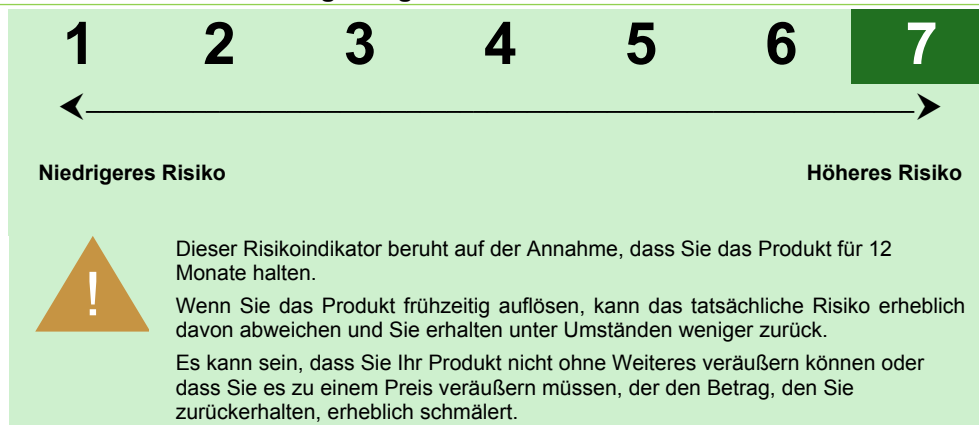 1 2 3 4 5 6 7
Niedrigeres Risiko Höheres Risiko
!
Dieser Risikoindikator beruht auf der Annahme, dass Sie das Produkt für 12
Monate halten.
Wenn Sie das Produkt frühzeitig auflösen, kann das tatsächliche Risiko erheblich
davon abweichen und Sie erhalten unter Umständen weniger zurück.
Es kann sein, dass Sie Ihr Produkt nicht ohne Weiteres veräußern können oder
dass Sie es zu einem Preis veräußern müssen, der den Betrag, den Sie
zurückerhalten, erheblich schmälert.